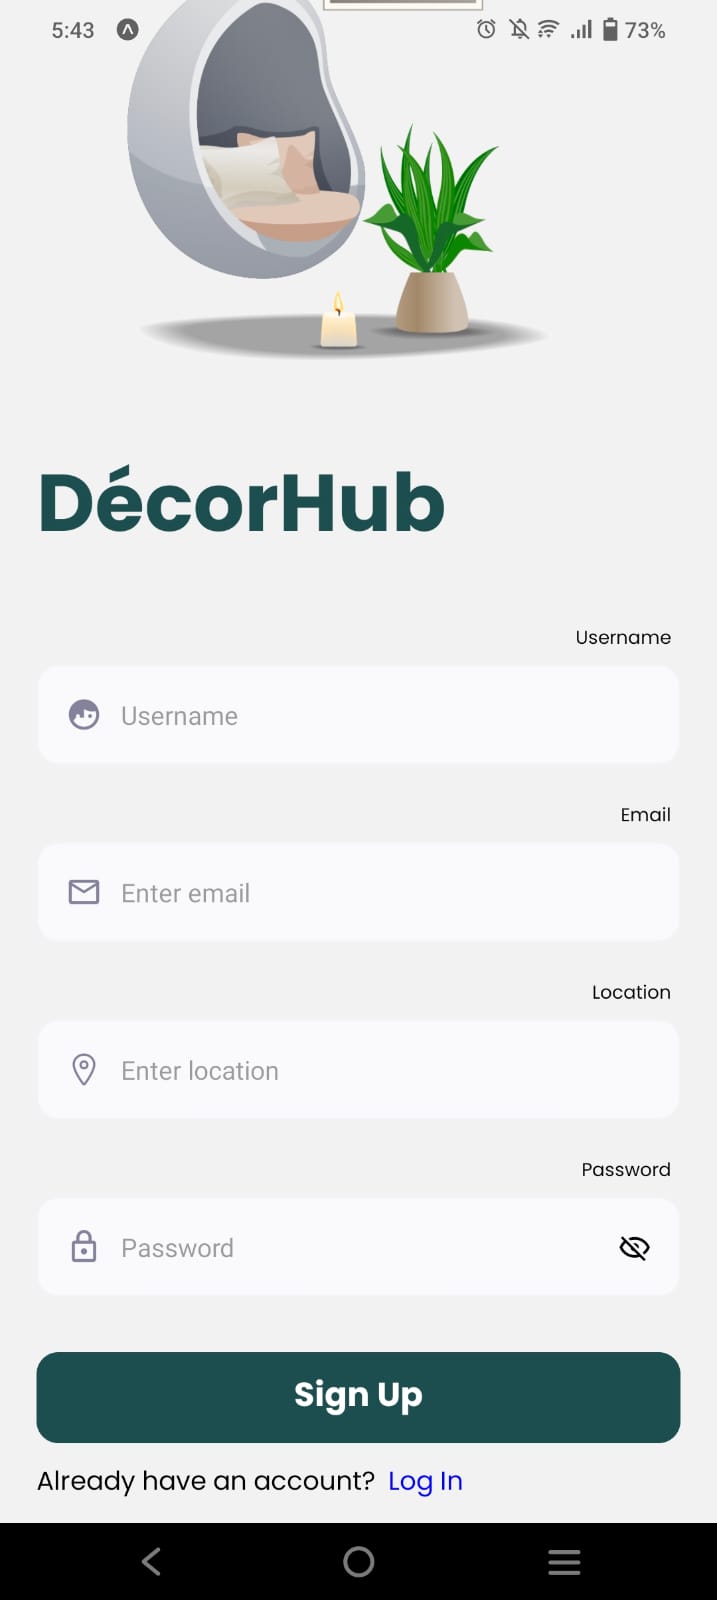 5:43 73%
DécorHub
Username
Username
Email
Enter email
Location
Enter location
Password
Password
Sign Up
Already have an account? Log In